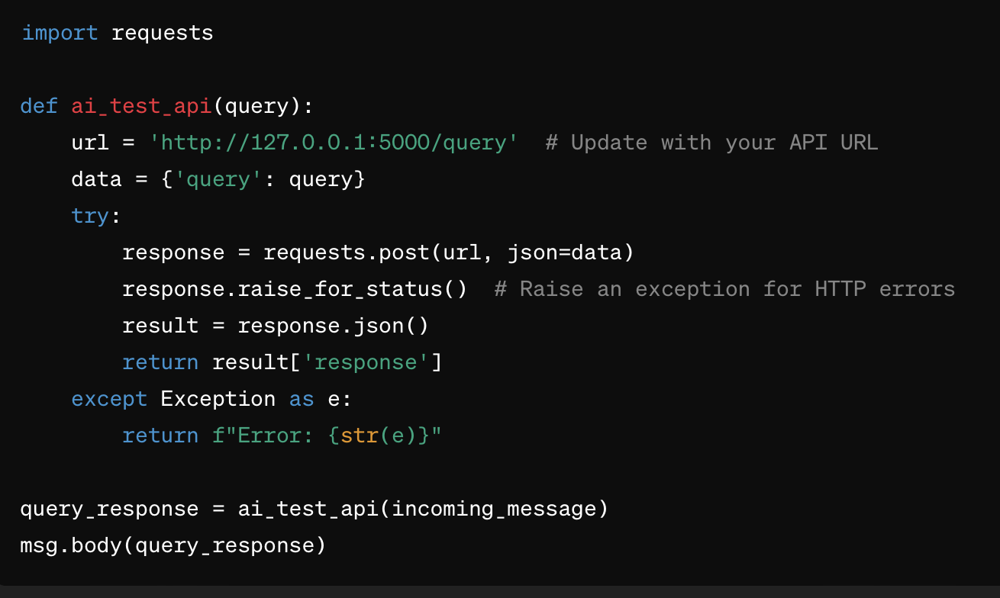 import requests

def ai_test_api(query):
    url = 'http://127.0.0.1:5000/query'  # Update with your API URL
    data = {'query': query}
    try:
        response = requests.post(url, json=data)
        response.raise_for_status()  # Raise an exception for HTTP errors
        result = response.json()
        return result['response']
    except Exception as e:
        return f"Error: {str(e)}"

query_response = ai_test_api(incoming_message)
msg.body(query_response)